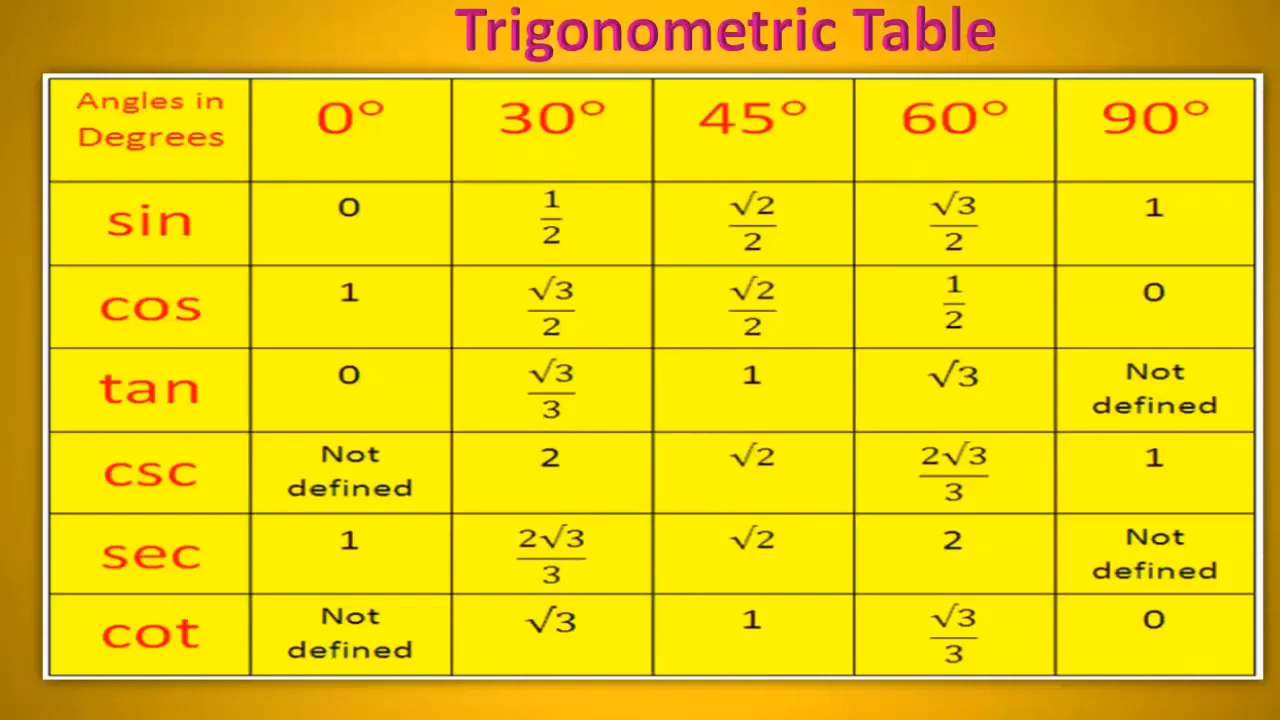 Trigonometric Table
Angles in Degrees 0° 30° 45° 60° 90°
sin 0 1/2 √2/2 √3/2 1
cos 1 √3/2 √2/2 1/2 0
tan 0 √3/3 1 √3 Not defined
csc Not defined 2 √2 2√3/3 1
sec 1 2√3/3 √2 2 Not defined
cot Not defined √3 1 √3/3 0